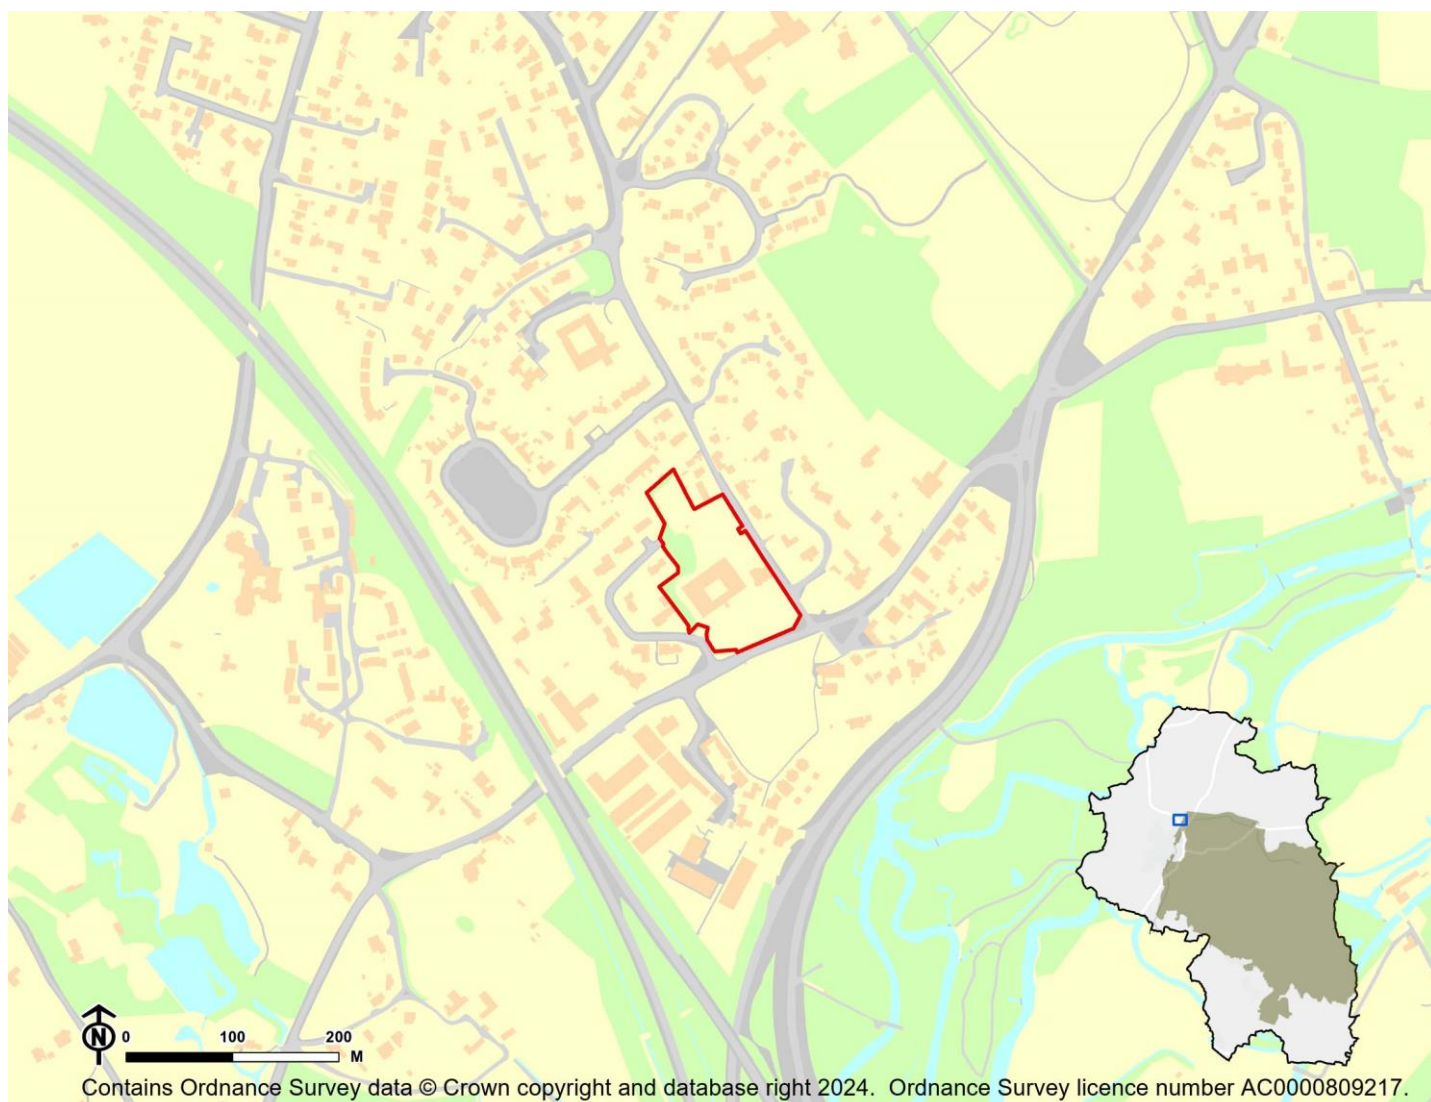 N
0 100 200
M
Contains Ordnance Survey data © Crown copyright and database right 2024. Ordnance Survey licence number AC0000809217.